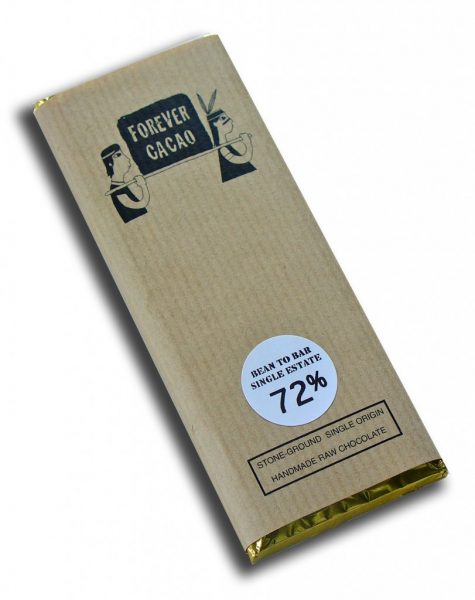 FOREVER
CACAO
BEAN TO BAR
SINGLE ESTATE
72%
STONE-GROUND SINGLE ORIGIN
HANDMADE RAW CHOCOLATE